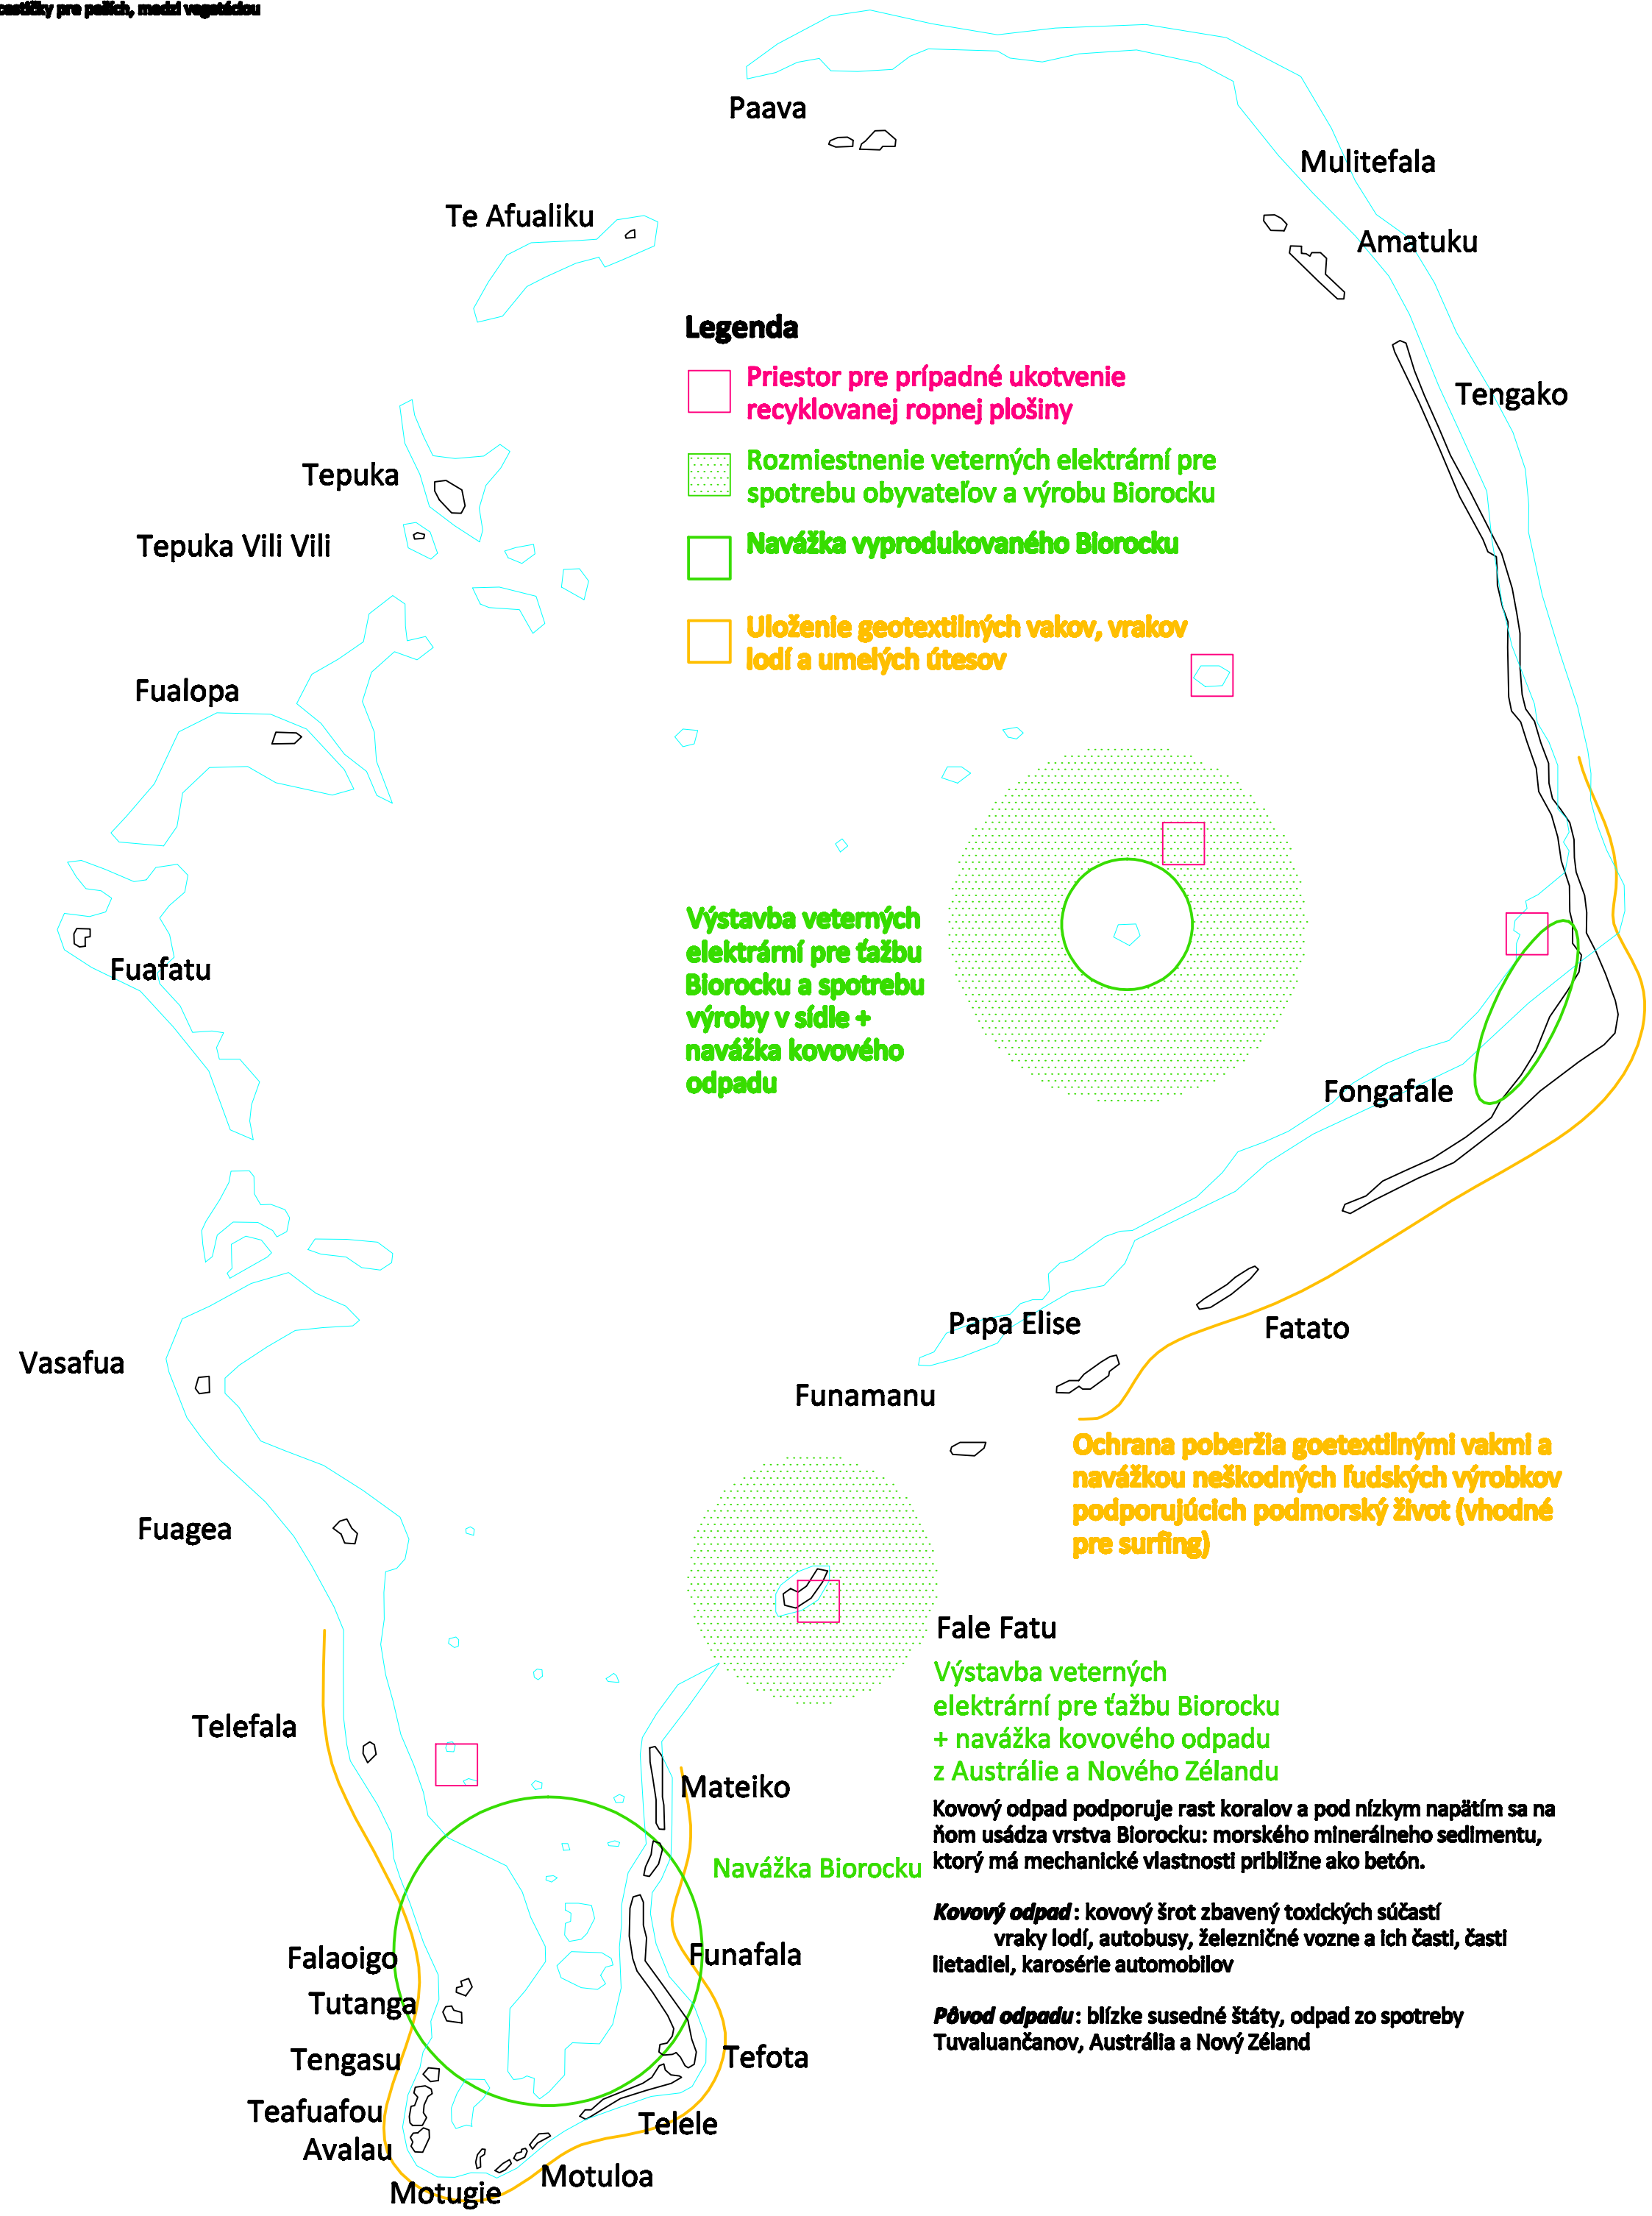 pre peších, medzi vegetáciou
Paava
Mulitefala
Te Afualiku
Amatuku
Legenda
Priestor pre prípadné ukotvenie
recyklovanej ropnej plošiny
Tengako
Rozmiestnenie veterných elektrární pre
spotrebu obyvateľov a výrobu Biorocku
Tepuka
Tepuka Vili Vili
Navážka vyprodukovaného Biorocku
Uloženie geotextilných vakov, vrakov
lodí a umelých útesov
Fualopa
Výstavba veterných
elektrární pre ťažbu
Biorocku a spotrebu
výroby v sídle +
navážka kovového
odpadu
Fuafatu
Fongafale
Papa Elise
Fatato
Vasafua
Funamanu
Ochrana poberžia goetextilnými vakmi a
navážkou neškodných ľudských výrobkov
podporujúcich podmorský život (vhodné
pre surfing)
Fuagea
Fale Fatu
Výstavba veterných
elektrární pre ťažbu Biorocku
+ navážka kovového odpadu
z Austrálie a Nového Zélandu
Telefala
Mateiko
Kovový odpad podporuje rast koralov a pod nízkym napätím sa na
ňom usádza vrstva Biorocku: morského minerálneho sedimentu,
ktorý má mechanické vlastnosti približne ako betón.
Navážka Biorocku
Kovový odpad: kovový šrot zbavený toxických súčastí
vraky lodí, autobusy, železničné vozne a ich časti, časti
lietadiel, karosérie automobilov
Falaoigo
Funafala
Tutanga
Pôvod odpadu: blízke susedné štáty, odpad zo spotreby
Tuvaluančanov, Austrália a Nový Zéland
Tengasu
Tefota
Teafuafou
Telele
Avalau
Motuloa
Motugie